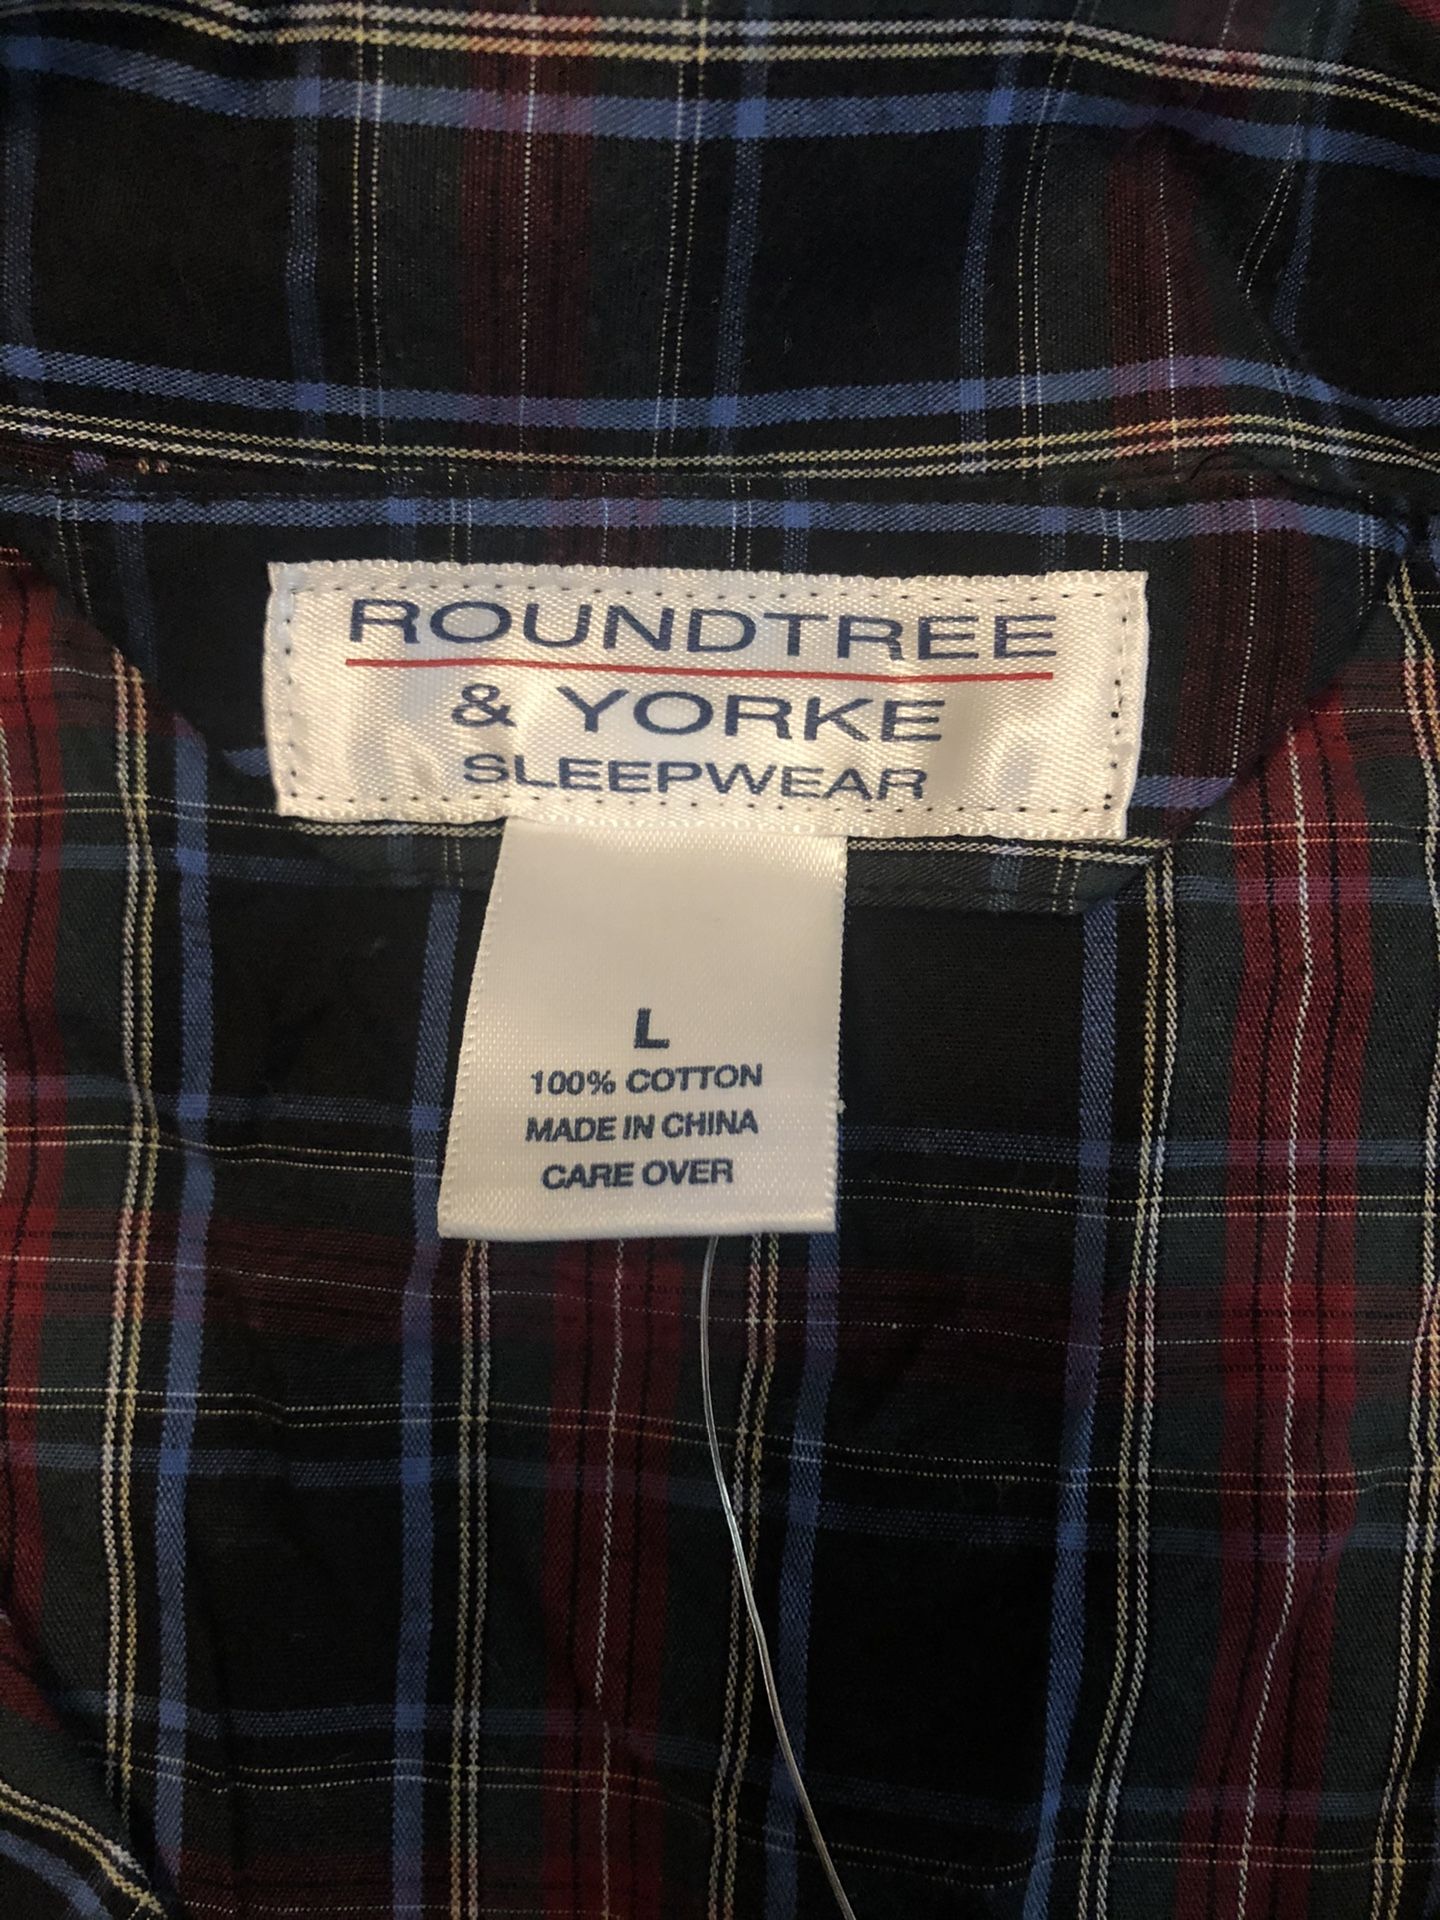 ROUNDTREE
& YORKE
SLEEPWEAR
L
100% COTTON
MADE IN CHINA
CARE OVER